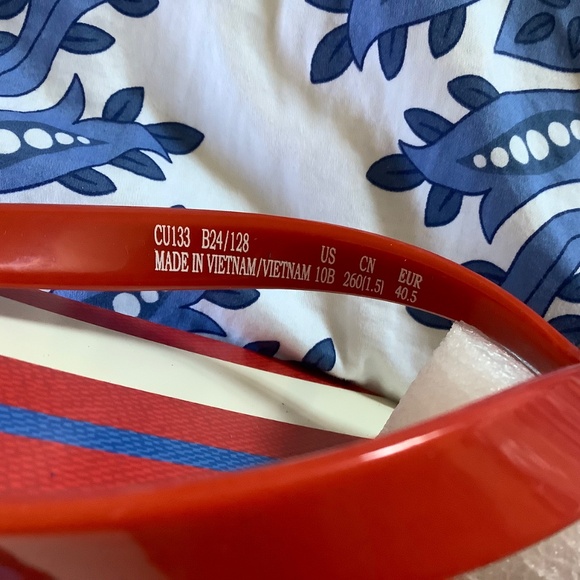 CU133 B24/128
MADE IN VIETNAM/VIETNAM
US
10B
CN
260(1.5)
EUR
40.5